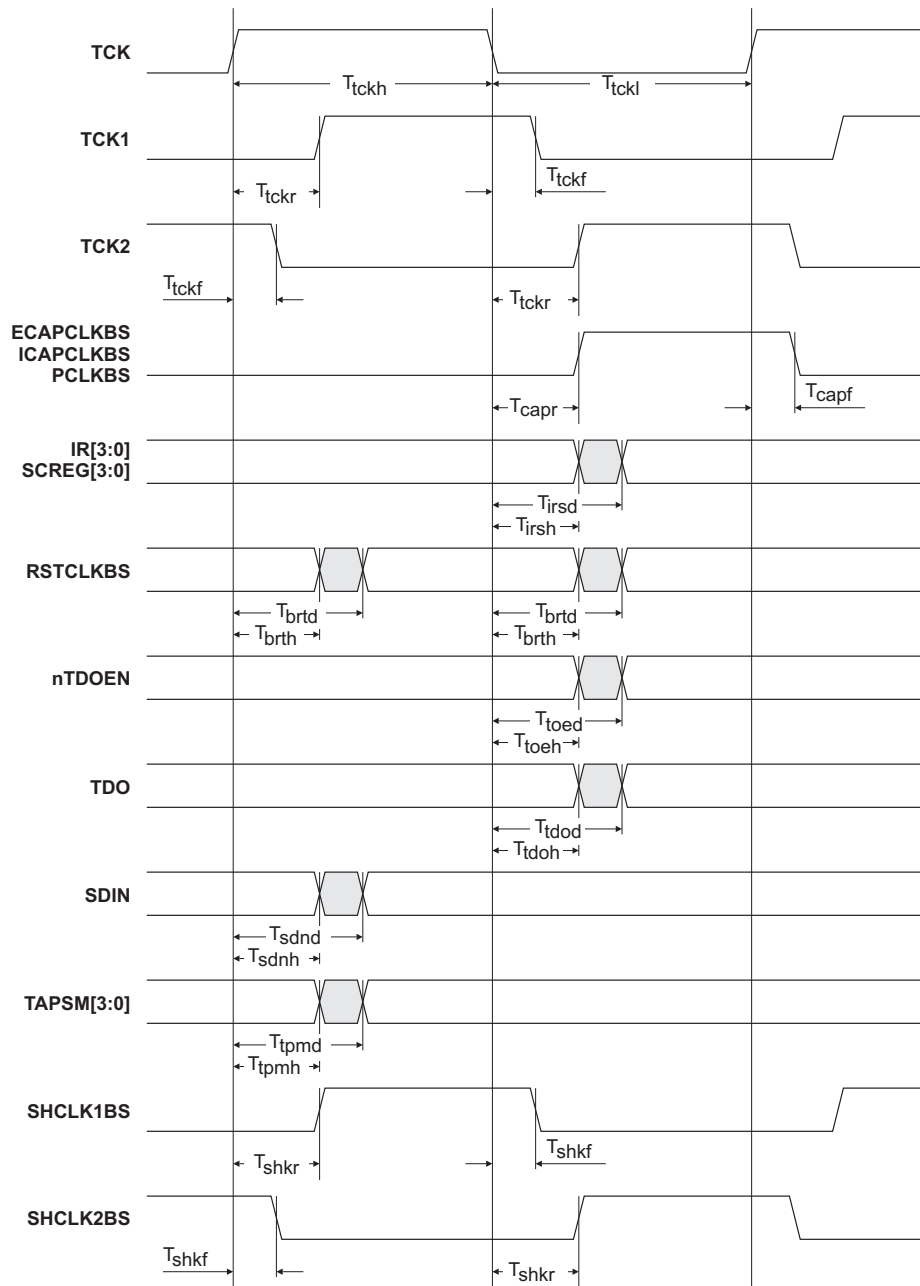 TCK
Ttckh
Ttckl
TCK1
Ttckr
Ttckf
TCK2
Ttckf
Ttckr
ECAPCLKBS
ICAPCLKBS
PCLKBS
Tcapr
Tcapf
IR[3:0]
SCREG[3:0]
Tirsd
Tirsh
RSTCLKBS
Tbrtd
Tbrtd
Tbrth
Tbrth
nTDOEN
Ttoed
Ttoeh
TDO
Ttdod
Ttdoh
SDIN
Tsdnd
Tsdnh
TAPSM[3:0]
Ttpmd
Ttpmh
SHCLK1BS
Tshkr
Tshkf
SHCLK2BS
Tshkf
Tshkr